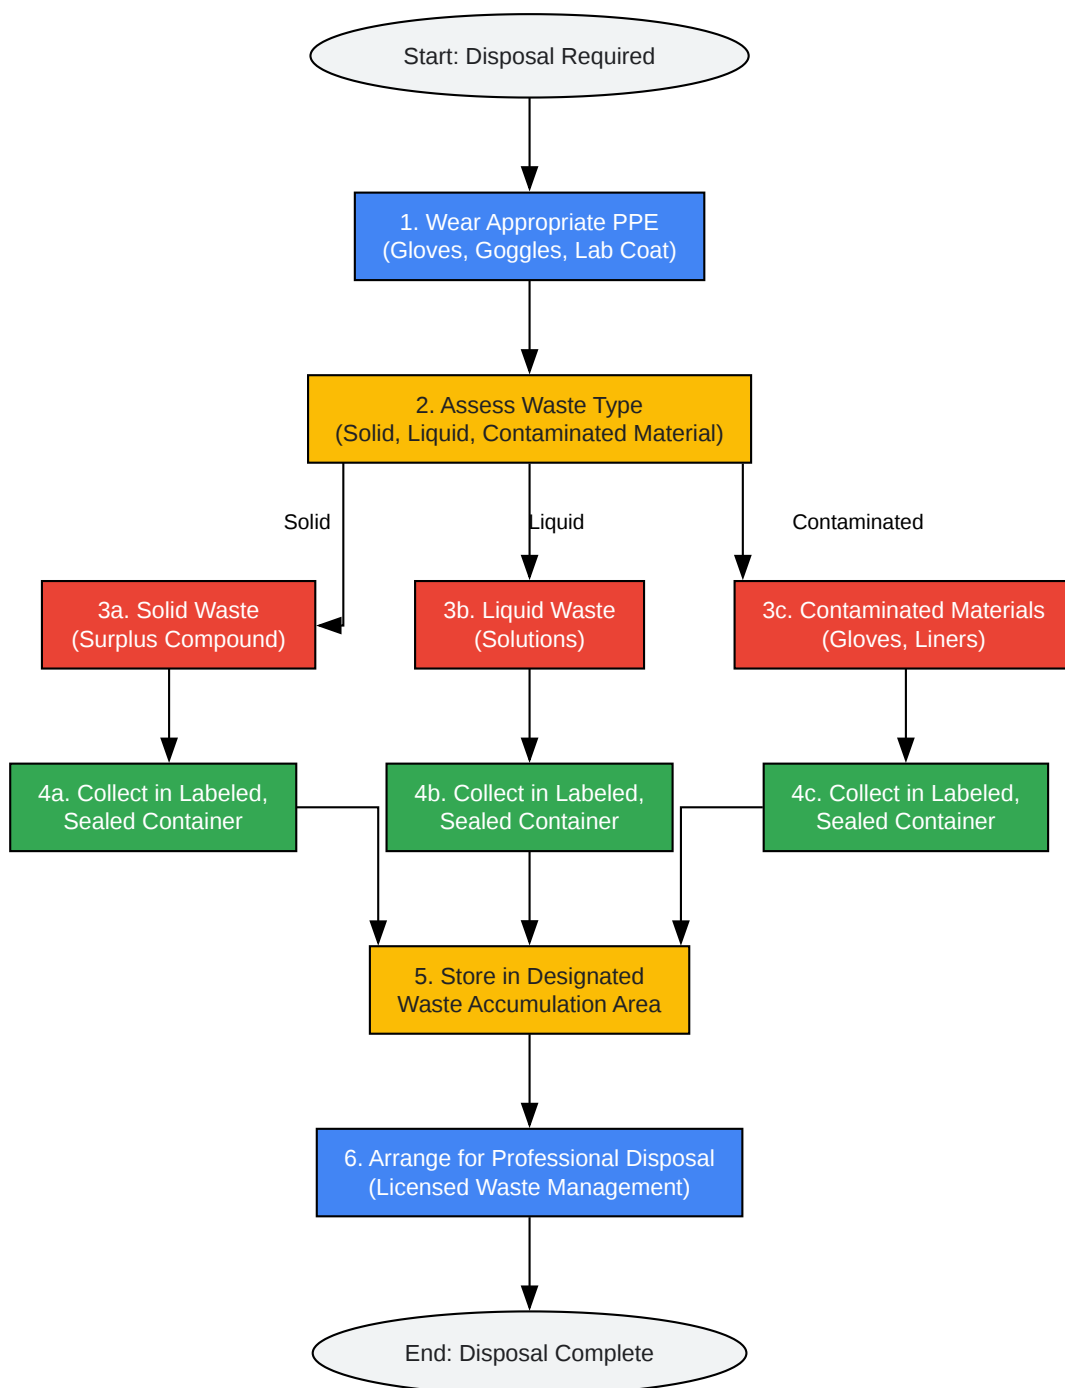 Start: Disposal Required
1. Wear Appropriate PPE
(Gloves, Goggles, Lab Coat)
2. Assess Waste Type
(Solid, Liquid, Contaminated Material)
Solid
Liquid
Contaminated
3a. Solid Waste
(Surplus Compound)
3b. Liquid Waste
(Solutions)
3c. Contaminated Materials
(Gloves, Liners)
4a. Collect in Labeled,
Sealed Container
4b. Collect in Labeled,
Sealed Container
4c. Collect in Labeled,
Sealed Container
5. Store in Designated
Waste Accumulation Area
6. Arrange for Professional Disposal
(Licensed Waste Management)
End: Disposal Complete